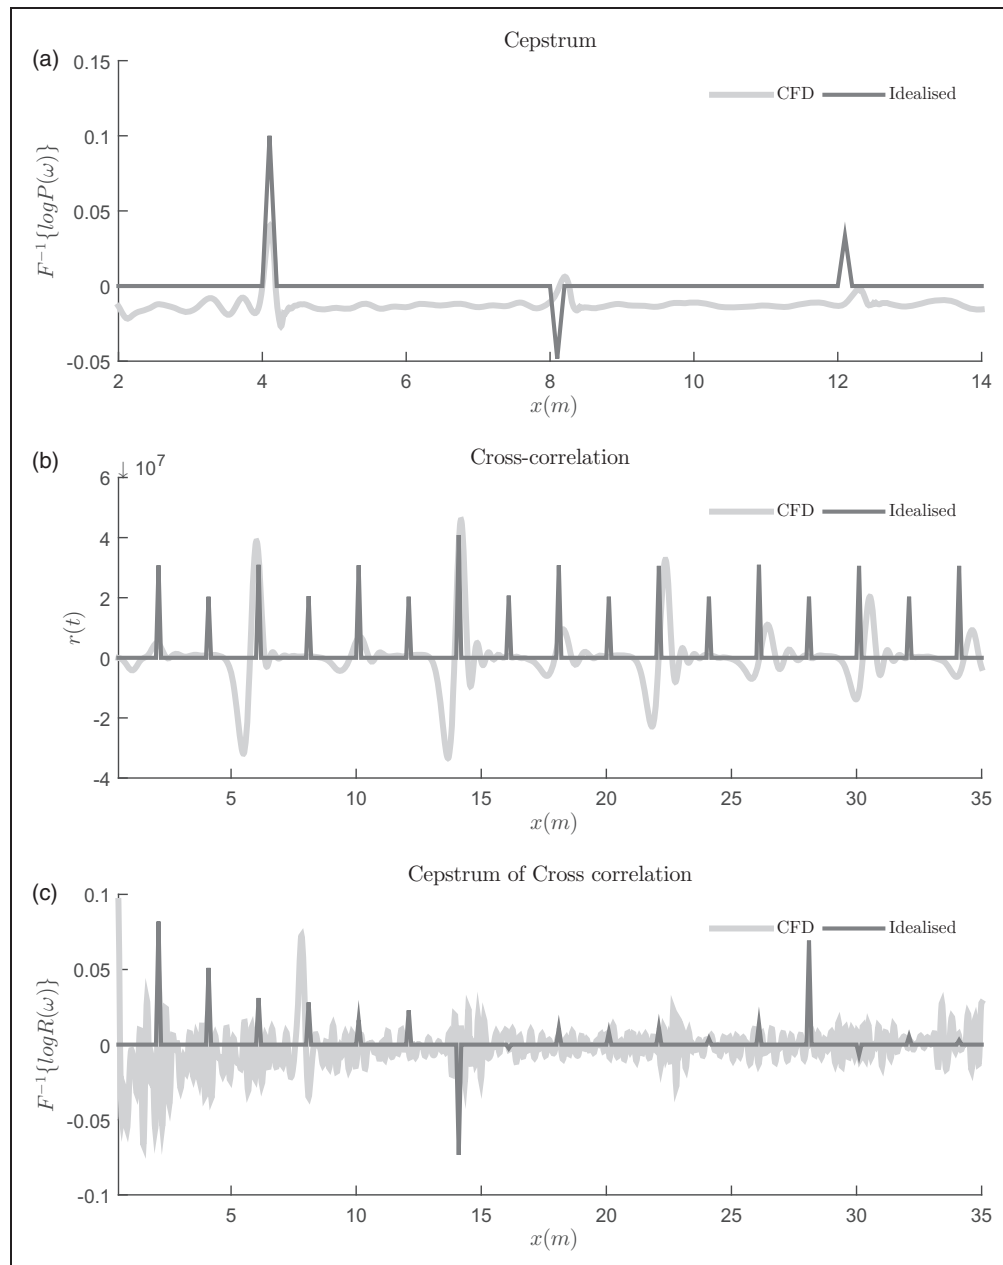 (a)
Cepstrum
0.15
0.1
0.05
0
-0.05
F⁻¹{logP(ω)}
CFD
Idealised
2 4 6 8 10 12 14
x(m)
(b)
Cross-correlation
↓ 10⁷
6
4
2
0
-2
-4
r(t)
CFD
Idealised
5 10 15 20 25 30 35
x(m)
(c)
Cepstrum of Cross correlation
0.1
0.05
0
-0.05
-0.1
F⁻¹{logR(ω)}
CFD
Idealised
5 10 15 20 25 30 35
x(m)